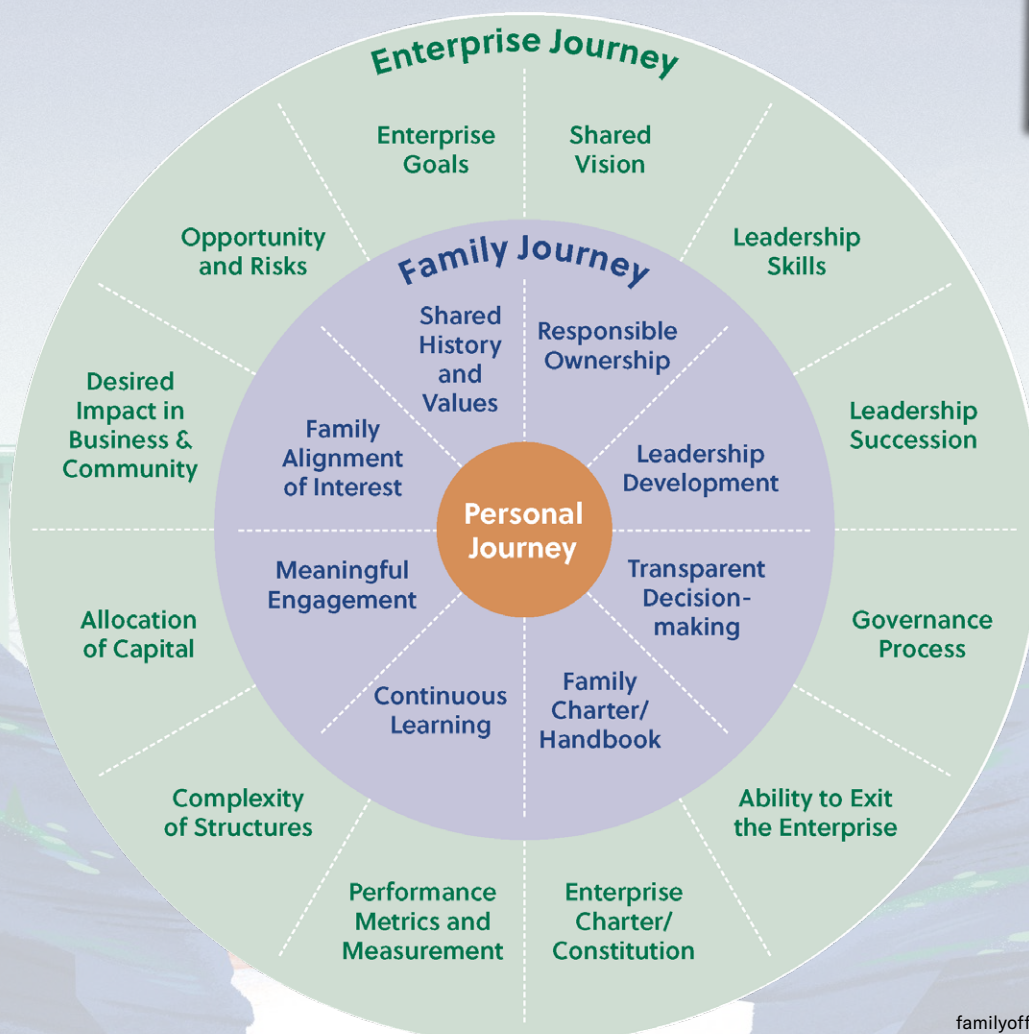 Enterprise Journey
Enterprise
Goals
Shared
Vision
Opportunity
and Risks
Leadership
Skills
Desired
Impact in
Business &
Community
Leadership
Succession
Allocation
of Capital
Governance
Process
Complexity
of Structures
Ability to Exit
the Enterprise
Performance
Metrics and
Measurement
Enterprise
Charter/
Constitution
Family Journey
Shared
History
and
Values
Responsible
Ownership
Family
Alignment
of Interest
Leadership
Development
Meaningful
Engagement
Transparent
Decision-
making
Continuous
Learning
Family
Charter/
Handbook
Personal
Journey
familyoff